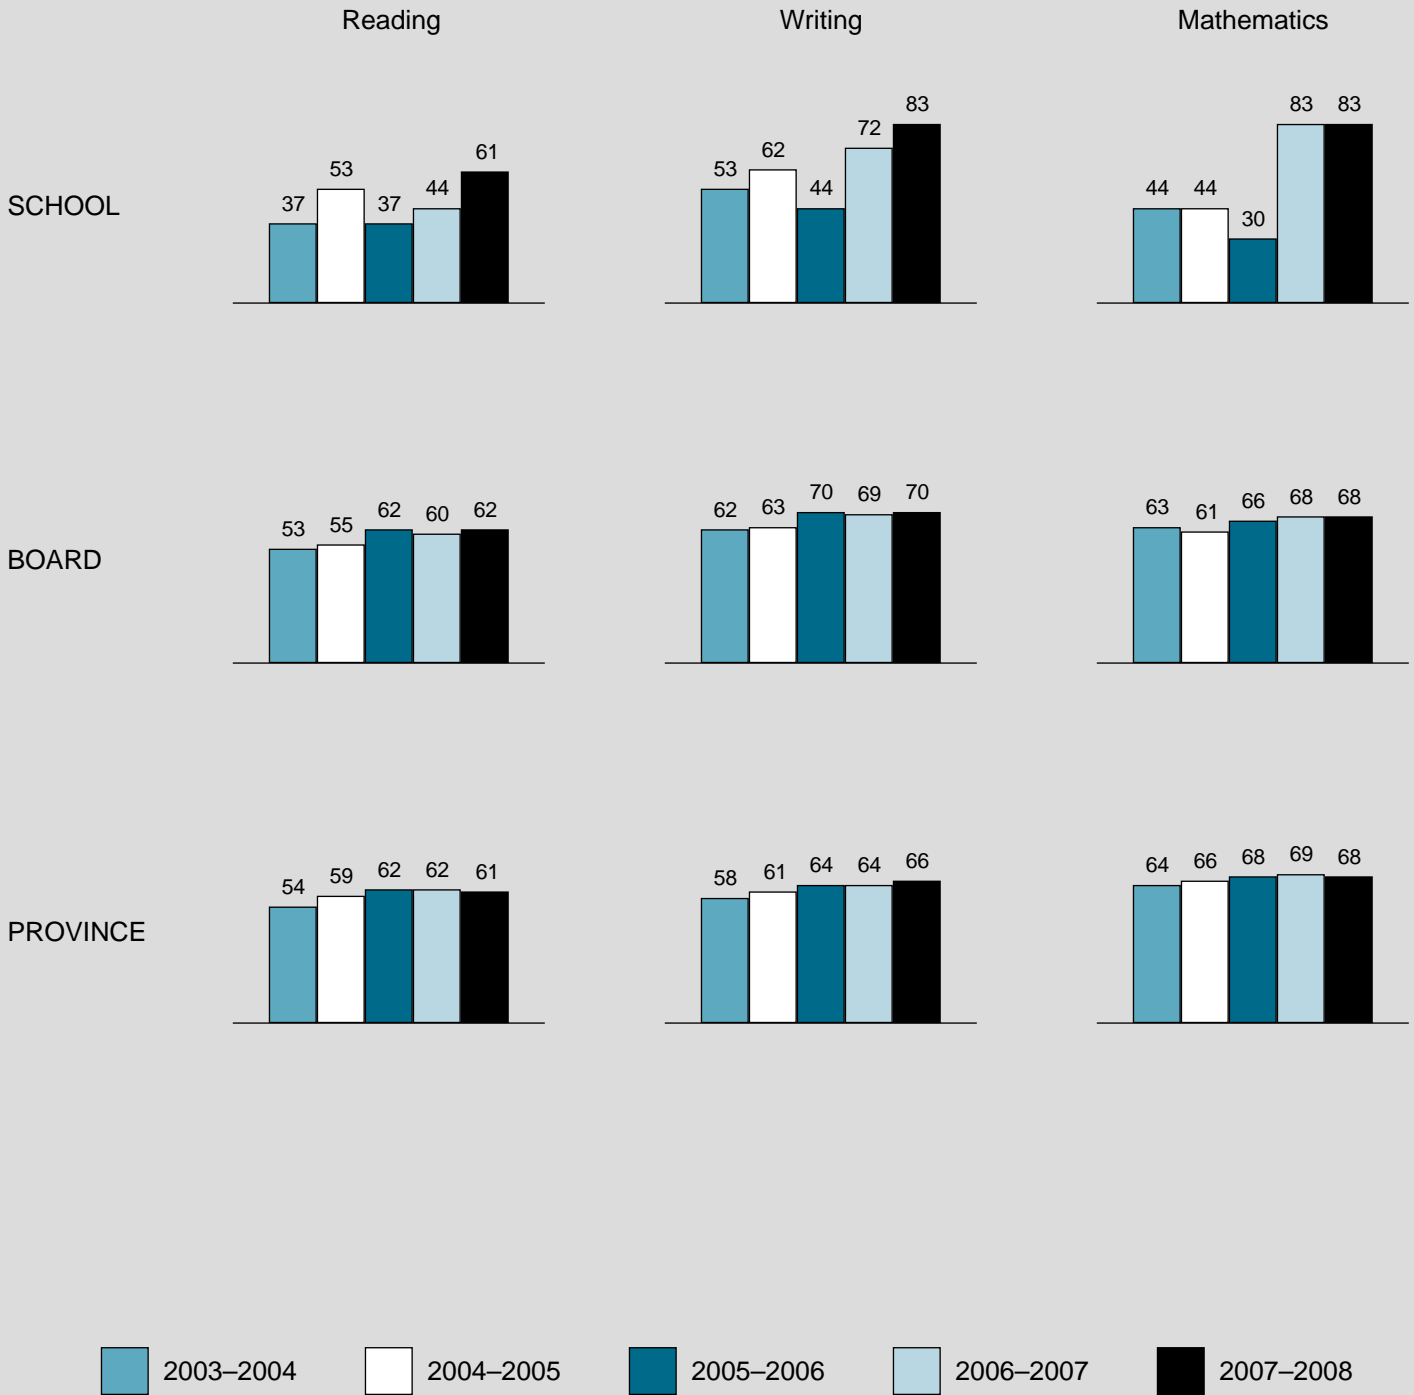 Reading Writing Mathematics
SCHOOL
37 53 37 44 61
53 62 44 72 83
44 44 30 83 83
BOARD
53 55 62 60 62
62 63 70 69 70
63 61 66 68 68
PROVINCE
54 59 62 62 61
58 61 64 64 66
64 66 68 69 68
2003–2004 2004–2005 2005–2006 2006–2007 2007–2008